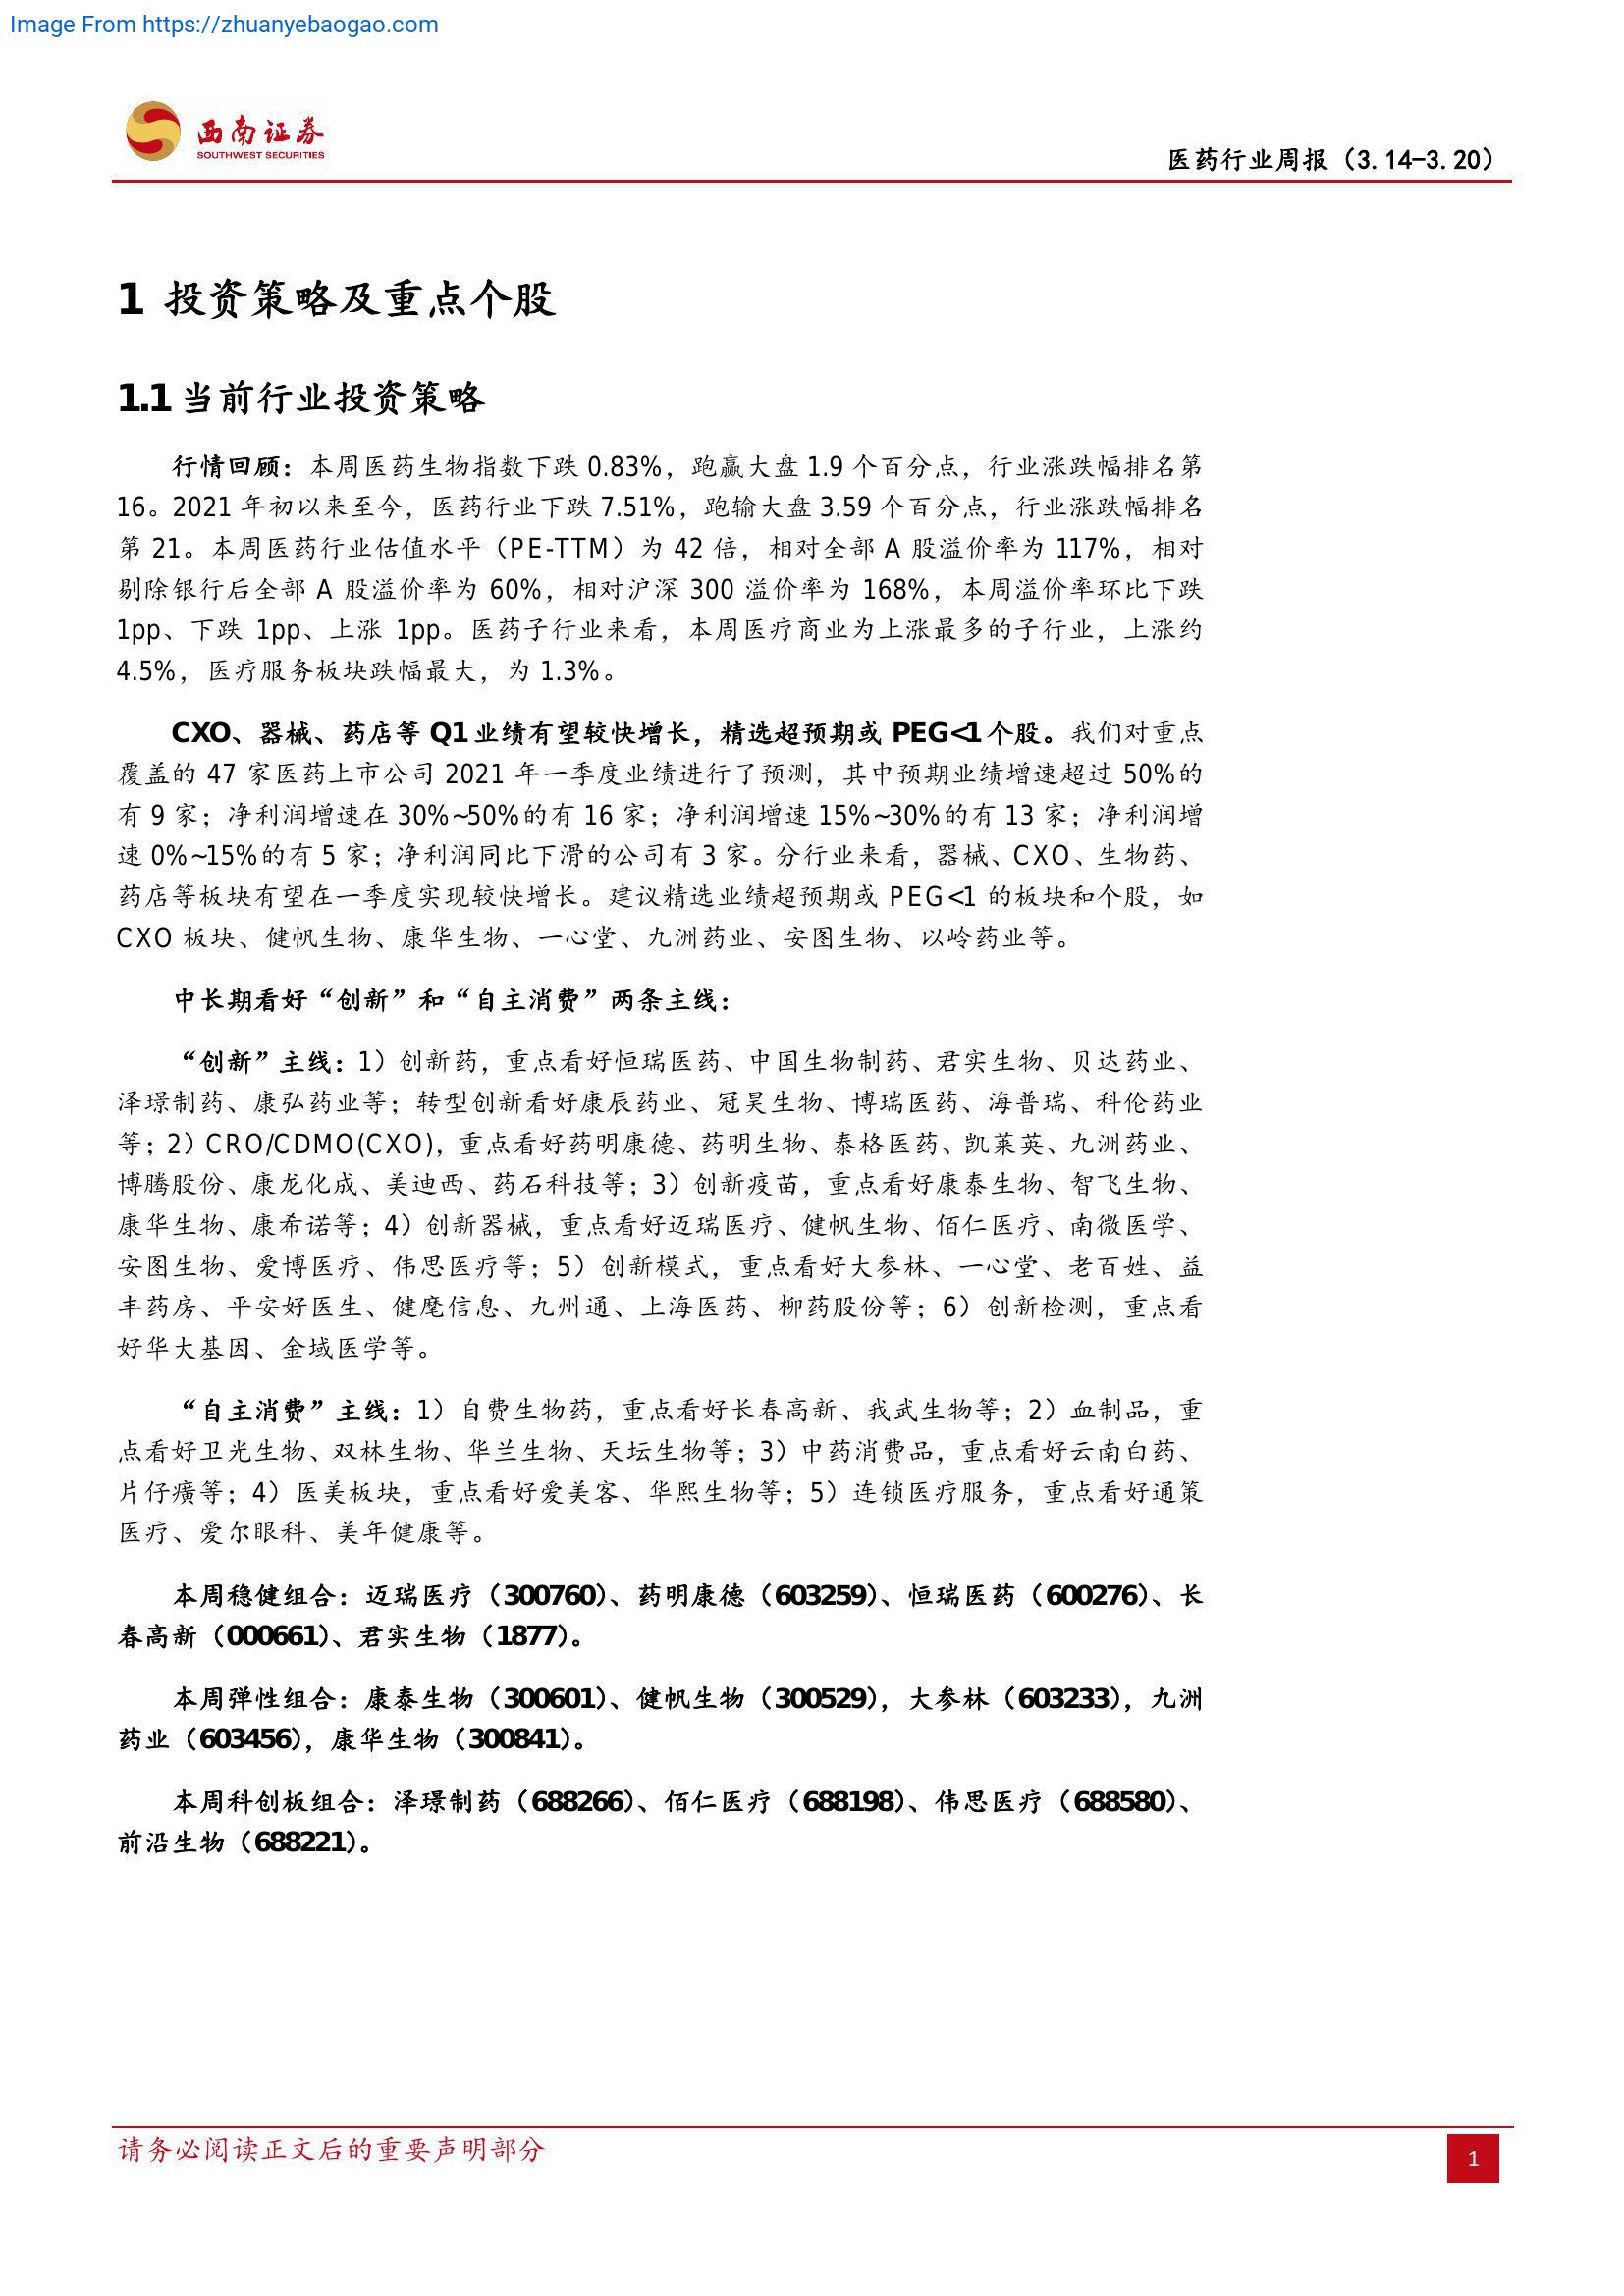 Image From https://zhuanyebaogao.com
西南证券
SOUTHWEST SECURITIES
医药行业周报（3.14-3.20）
1 投资策略及重点个股
1.1 当前行业投资策略
行情回顾：本周医药生物指数下跌 0.83%，跑赢大盘 1.9 个百分点，行业涨跌幅排名第
16。2021 年初以来至今，医药行业下跌 7.51%，跑输大盘 3.59 个百分点，行业涨跌幅排名
第 21。本周医药行业估值水平（PE-TTM）为 42 倍，相对全部 A 股溢价率为 117%，相对
剔除银行后全部 A 股溢价率为 60%，相对沪深 300 溢价率为 168%，本周溢价率环比下跌
1pp、下跌 1pp、上涨 1pp。医药子行业来看，本周医疗商业为上涨最多的子行业，上涨约
4.5%，医疗服务板块跌幅最大，为 1.3%。
CXO、器械、药店等 Q1 业绩有望较快增长，精选超预期或 PEG<1 个股。我们对重点
覆盖的 47 家医药上市公司 2021 年一季度业绩进行了预测，其中预期业绩增速超过 50%的
有 9 家；净利润增速在 30%~50%的有 16 家；净利润增速 15%~30%的有 13 家；净利润增
速 0%~15%的有 5 家；净利润同比下滑的公司有 3 家。分行业来看，器械、CXO、生物药、
药店等板块有望在一季度实现较快增长。建议精选业绩超预期或 PEG<1 的板块和个股，如
CXO 板块、健帆生物、康华生物、一心堂、九洲药业、安图生物、以岭药业等。
中长期看好“创新”和“自主消费”两条主线：
“创新”主线：1）创新药，重点看好恒瑞医药、中国生物制药、君实生物、贝达药业、
泽璟制药、康弘药业等；转型创新看好康辰药业、冠昊生物、博瑞医药、海普瑞、科伦药业
等；2）CRO/CDMO(CXO)，重点看好药明康德、药明生物、泰格医药、凯莱英、九洲药业、
博腾股份、康龙化成、美迪西、药石科技等；3）创新疫苗，重点看好康泰生物、智飞生物、
康华生物、康希诺等；4）创新器械，重点看好迈瑞医疗、健帆生物、佰仁医疗、南微医学、
安图生物、爱博医疗、伟思医疗等；5）创新模式，重点看好大参林、一心堂、老百姓、益
丰药房、平安好医生、健麾信息、九州通、上海医药、柳药股份等；6）创新检测，重点看
好华大基因、金域医学等。
“自主消费”主线：1）自费生物药，重点看好长春高新、我武生物等；2）血制品，重
点看好卫光生物、双林生物、华兰生物、天坛生物等；3）中药消费品，重点看好云南白药、
片仔癀等；4）医美板块，重点看好爱美客、华熙生物等；5）连锁医疗服务，重点看好通策
医疗、爱尔眼科、美年健康等。
本周稳健组合：迈瑞医疗（300760）、药明康德（603259）、恒瑞医药（600276）、长
春高新（000661）、君实生物（1877）。
本周弹性组合：康泰生物（300601）、健帆生物（300529），大参林（603233），九洲
药业（603456），康华生物（300841）。
本周科创板组合：泽璟制药（688266）、佰仁医疗（688198）、伟思医疗（688580）、
前沿生物（688221）。
请务必阅读正文后的重要声明部分
1